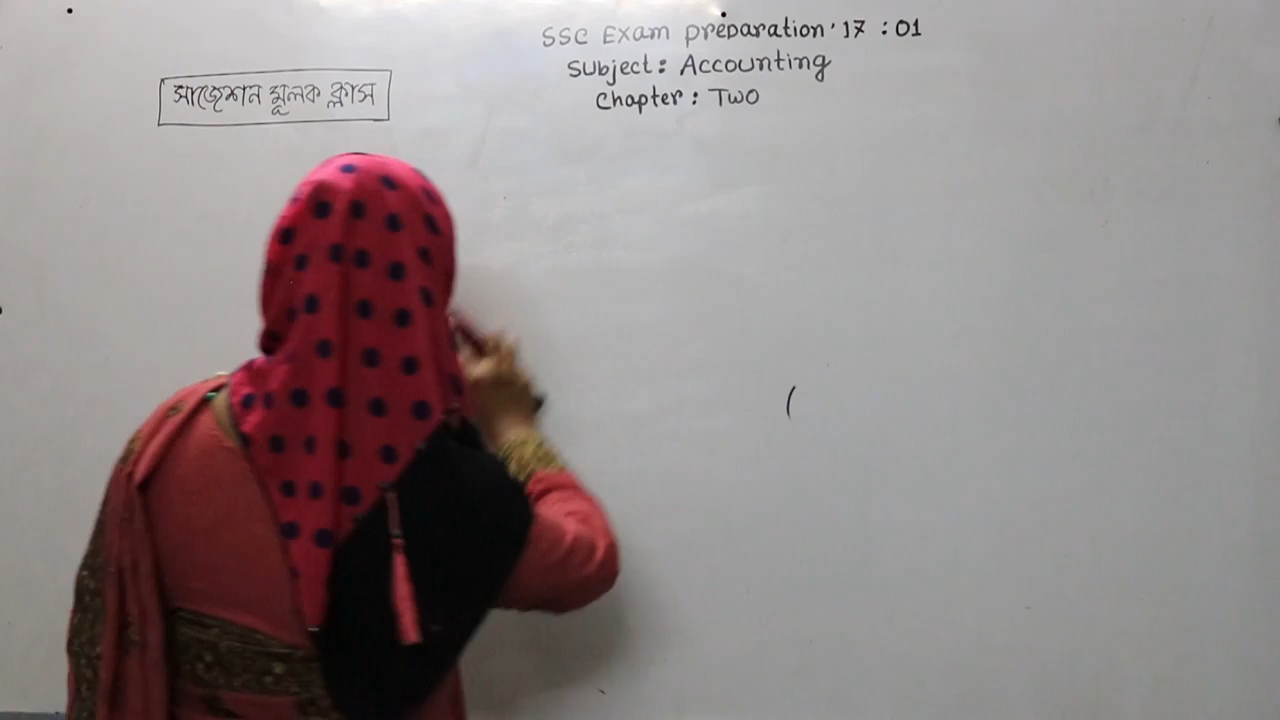 SSC Exam preparation '17 : 01
Subject : Accounting
Chapter : Two
সাজেশন মূলক ক্লাস
(